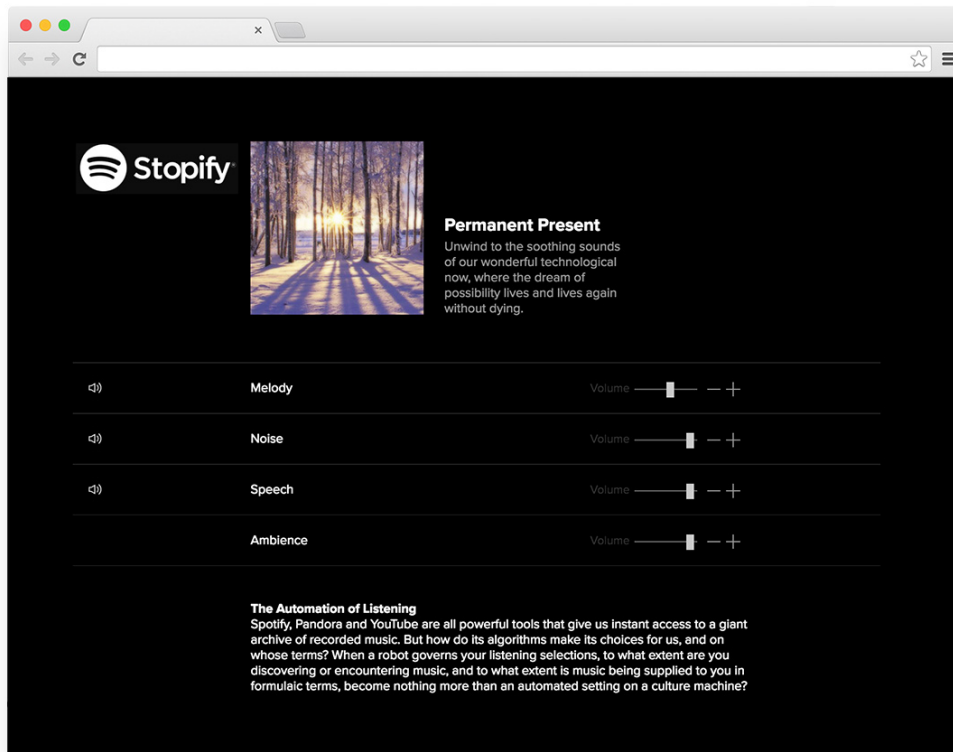 Stopify
Permanent Present
Unwind to the soothing sounds
of our wonderful technological
now, where the dream of
possibility lives and lives again
without dying.
Melody Volume
Noise Volume
Speech Volume
Ambience Volume
The Automation of Listening
Spotify, Pandora and YouTube are all powerful tools that give us instant access to a giant
archive of recorded music. But how do its algorithms make its choices for us, and on
whose terms? When a robot governs your listening selections, to what extent are you
discovering or encountering music, and to what extent is music being supplied to you in
formulaic terms, become nothing more than an automated setting on a culture machine?